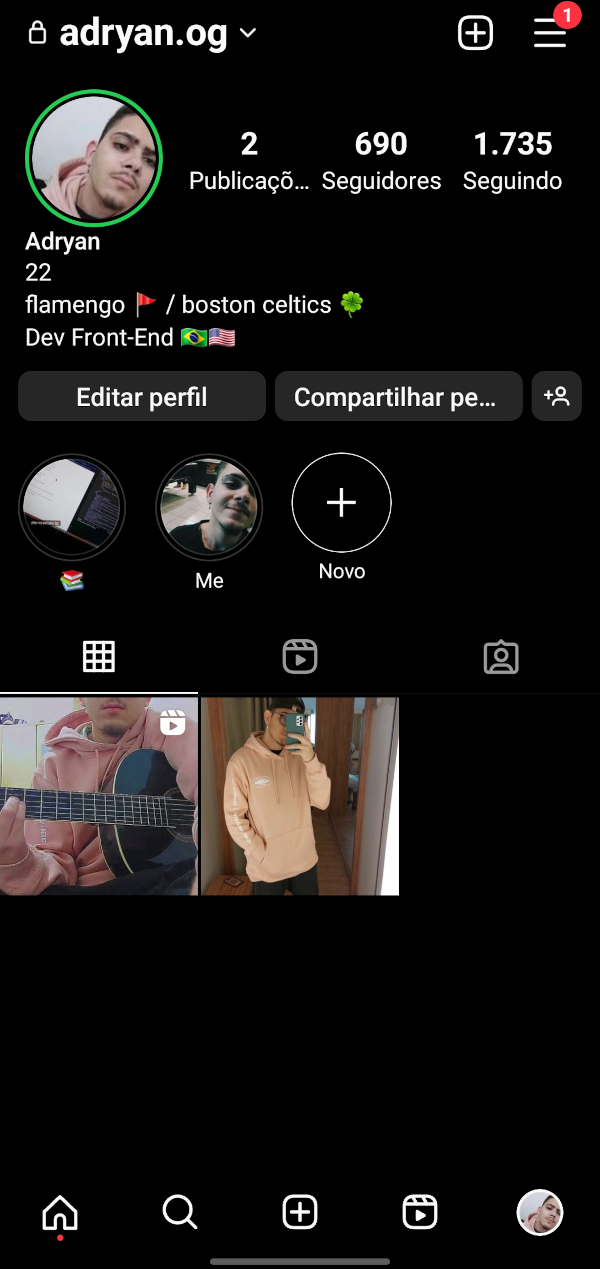 adryan.og
1
2
690
1.735
Publicaçõ...
Seguidores
Seguindo
Adryan
22
flamengo 🚩 / boston celtics 🍀
Dev Front-End 🇧🇷🇺🇸
Editar perfil
Compartilhar pe...
📚
Me
Novo